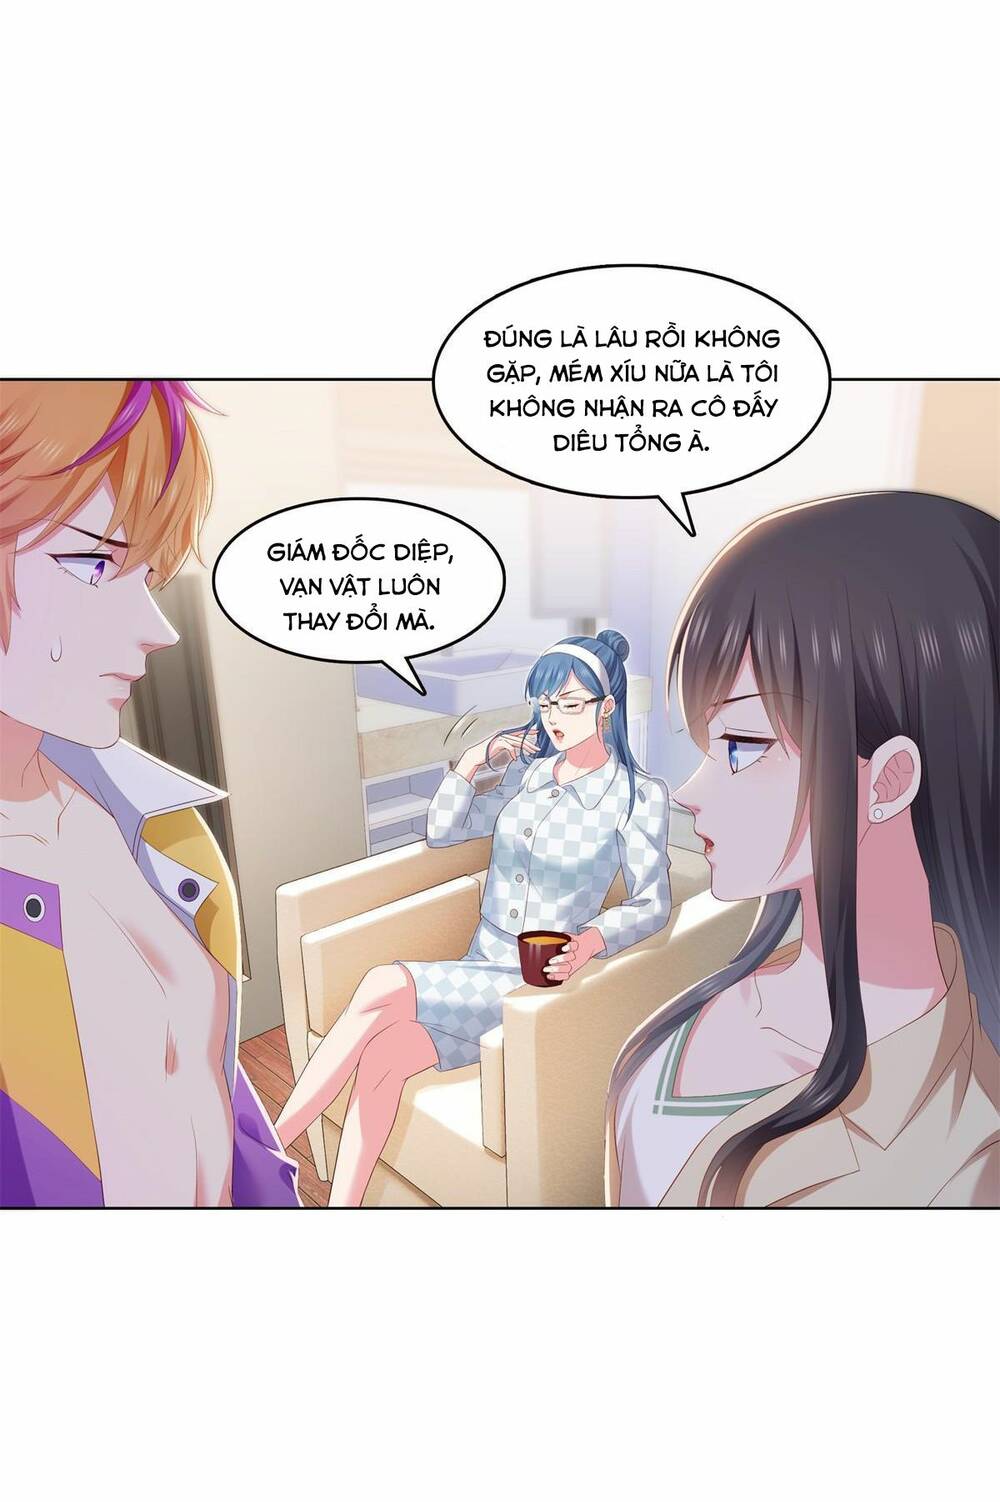 ĐÚNG LÀ LÂU RỒI KHÔNG
GẶP, MÉM XÍU NỮA LÀ TÔI
KHÔNG NHẬN RA CÔ ĐẤY
DIÊU TỔNG À.
GIÁM ĐỐC DIỆP,
VẠN VẬT LUÔN
THAY ĐỔI MÀ.